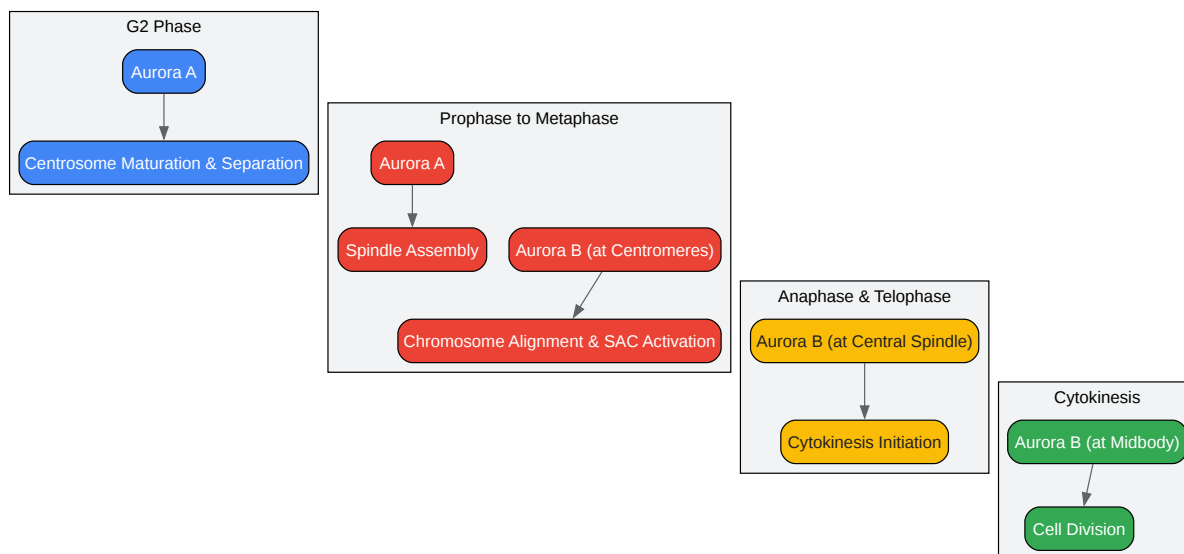 G2 Phase
Aurora A
Centrosome Maturation & Separation
Prophase to Metaphase
Aurora A
Spindle Assembly
Aurora B (at Centromeres)
Chromosome Alignment & SAC Activation
Anaphase & Telophase
Aurora B (at Central Spindle)
Cytokinesis Initiation
Cytokinesis
Aurora B (at Midbody)
Cell Division